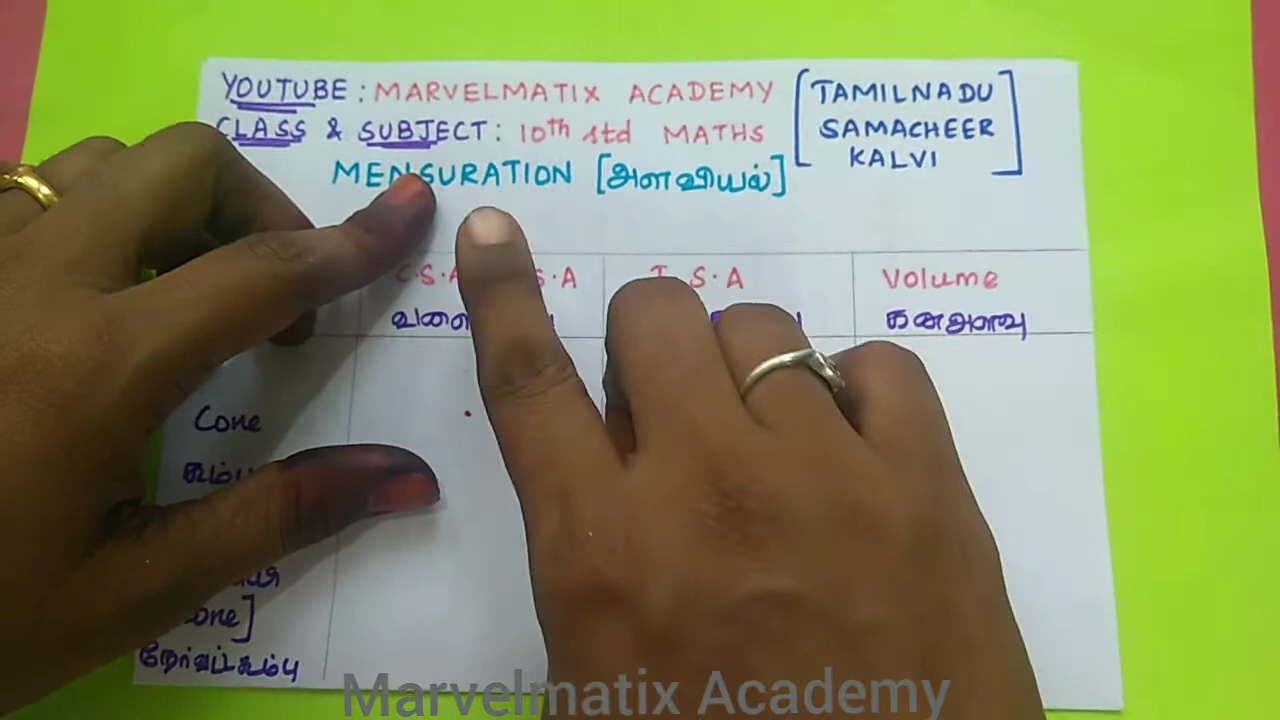 YOUTUBE : MARVELMATIX ACADEMY [TAMILNADU
CLASS & SUBJECT : 10th std MATHS SAMACHEER
KALVI]
MENSURATION [அளவியல்]
C.S.A S.A T.S.A Volume
கனஅளவு
Cone
one]
நேர்வட்கூம்பு
Marvelmatix Academy